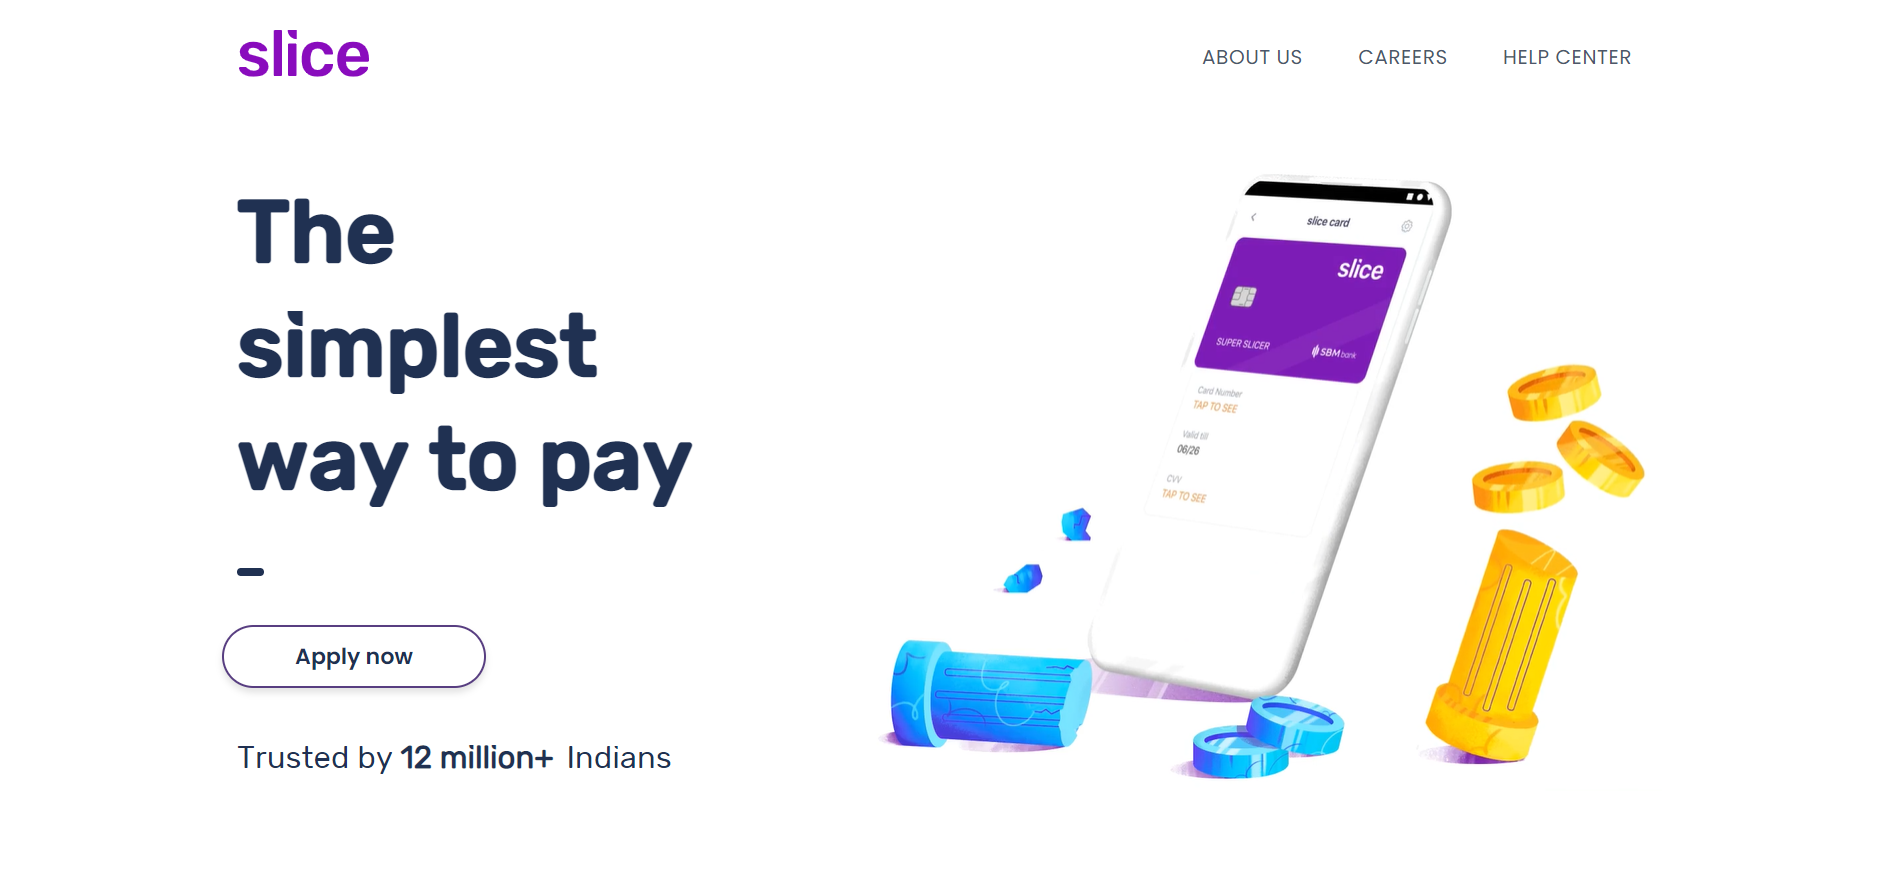 slice
ABOUT US CAREERS HELP CENTER
The
simplest
way to pay
Apply now
Trusted by 12 million+ Indians
slice card
slice
SUPER SLICER
SBM bank
Card Number
TAP TO SEE
Valid till
06/26
CVV
TAP TO SEE